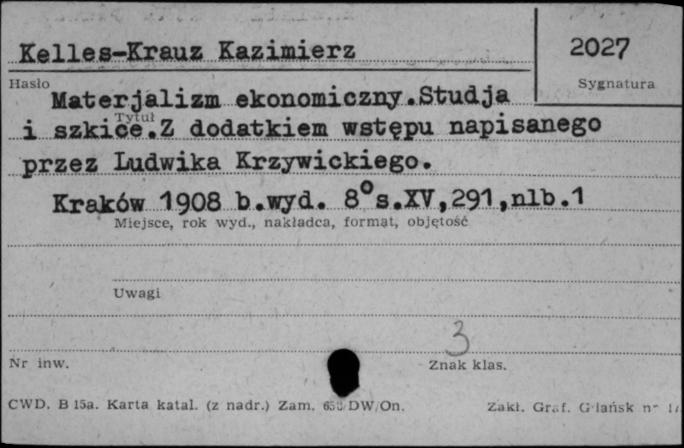 Kelles-Krauz Kazimierz
2027
Hasło
Sygnatura
Materjalizm ekonomiczny.Studja
Tytuł
i szkice.Z dodatkiem wstępu napisanego
przez Ludwika Krzywickiego.
Kraków 1908 b.wyd. 8°s.XV,291,nlb.1
Miejsce, rok wyd., nakładca, format, objętość
Uwagi
3
Nr inw.
Znak klas.
CWD. B 15a. Karta katal. (z nadr.) Zam. DW/On.
Zakł. Graf. Gdańsk